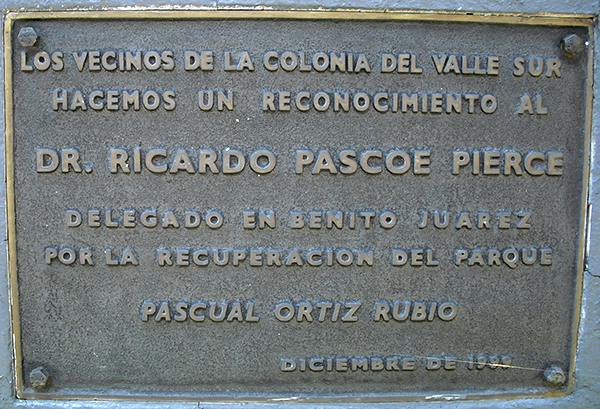 LOS VECINOS DE LA COLONIA DEL VALLE SUR
HACEMOS UN RECONOCIMIENTO AL
DR. RICARDO PASCOE PIERCE
DELEGADO EN BENITO JUAREZ
POR LA RECUPERACION DEL PARQUE
PASCUAL ORTIZ RUBIO
DICIEMBRE DE